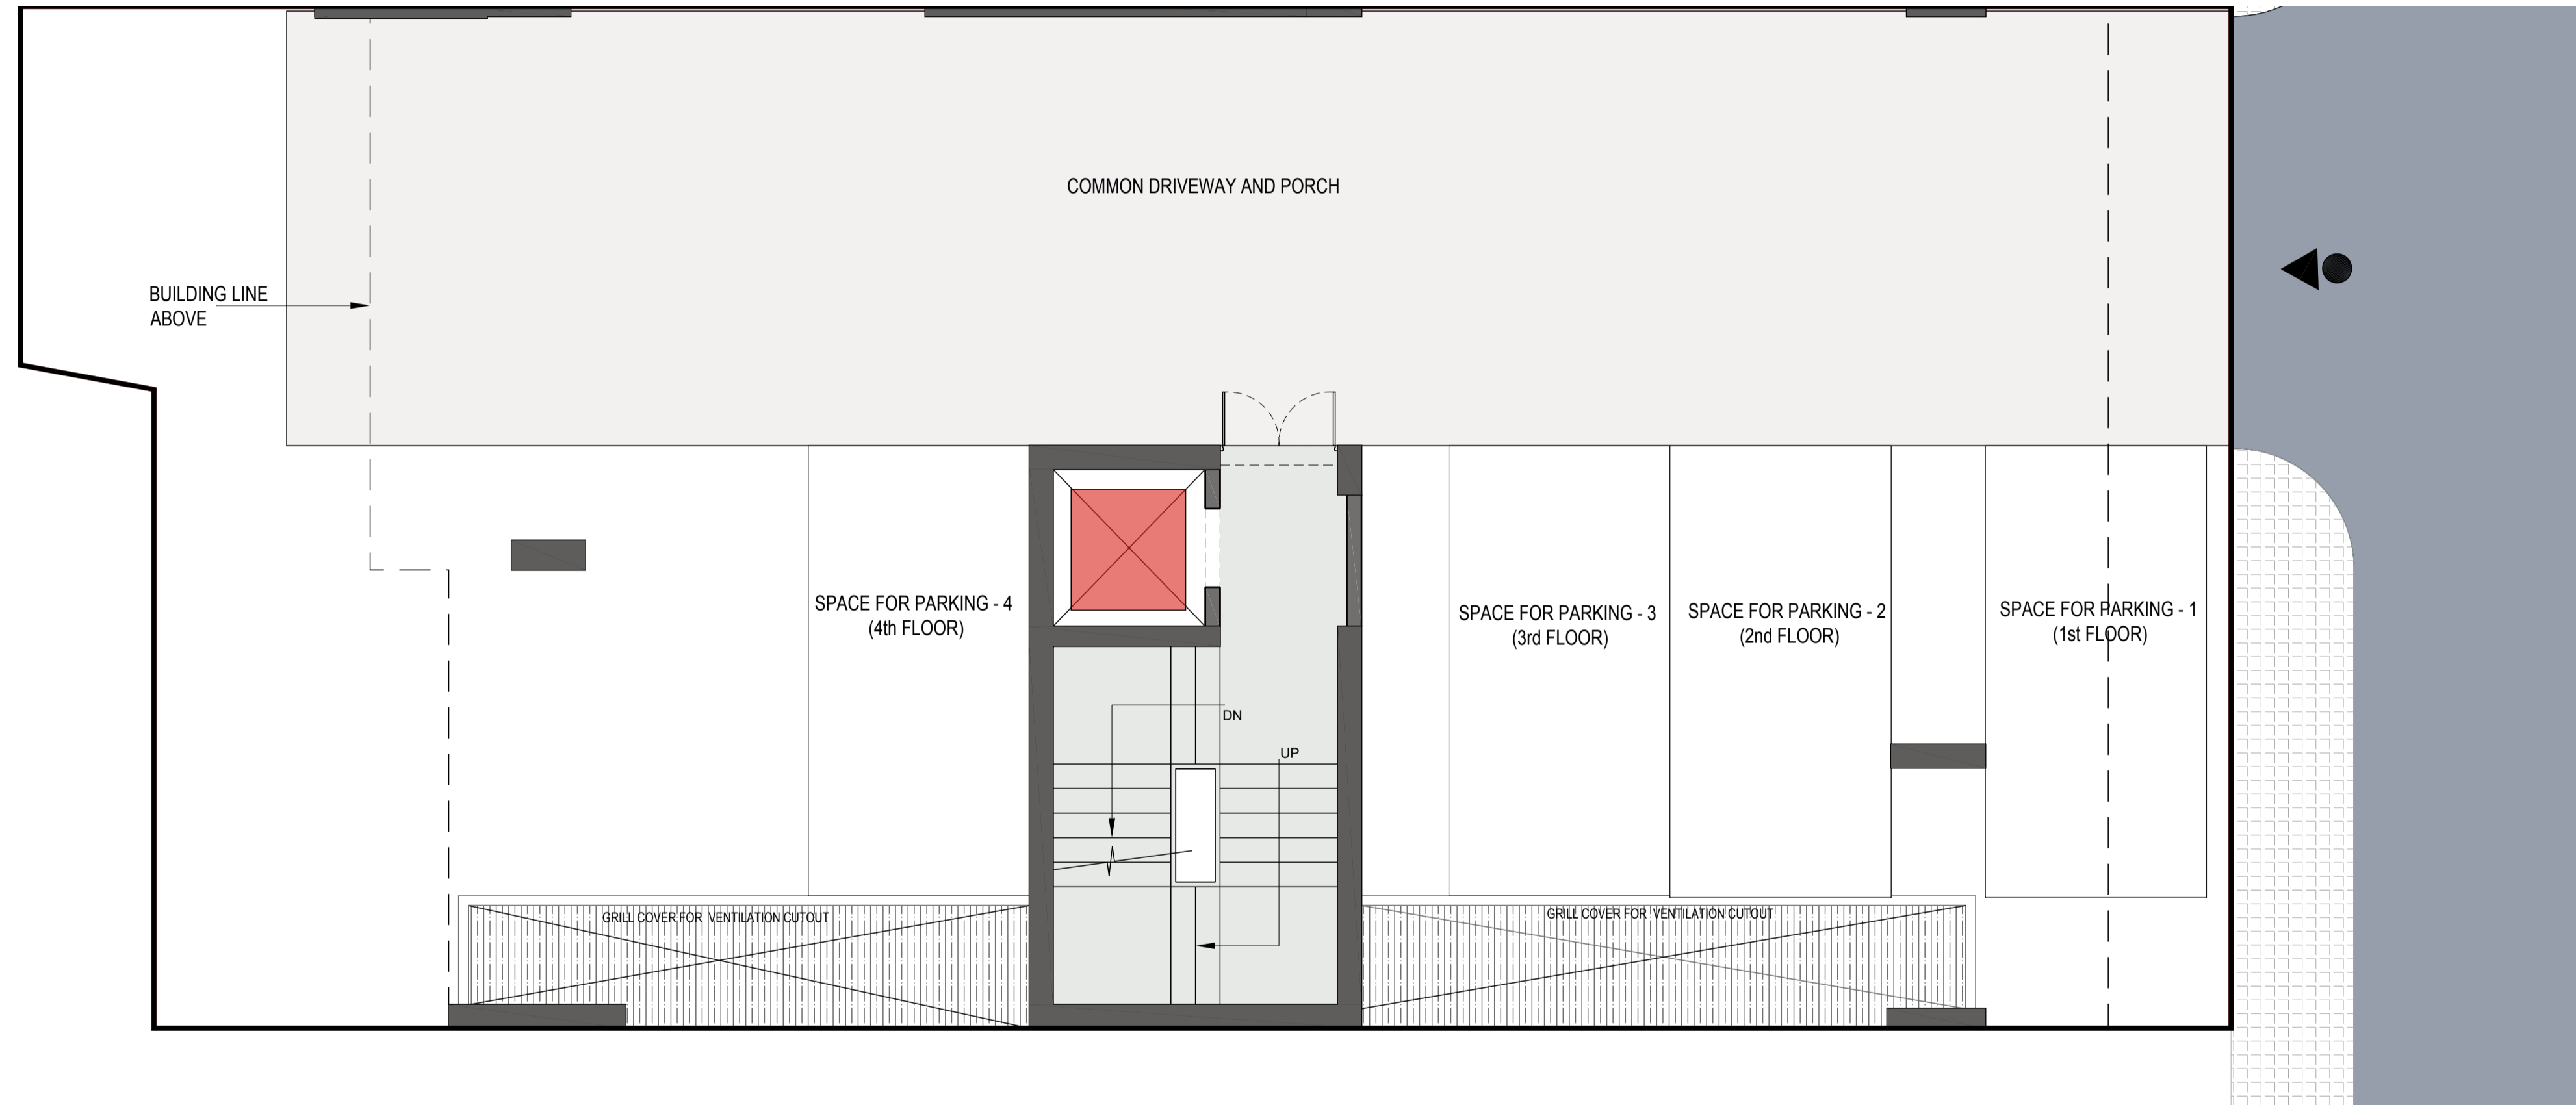 COMMON DRIVEWAY AND PORCH
BUILDING LINE
ABOVE
SPACE FOR PARKING - 4
(4th FLOOR)
SPACE FOR PARKING - 3
(3rd FLOOR)
SPACE FOR PARKING - 2
(2nd FLOOR)
SPACE FOR PARKING - 1
(1st FLOOR)
DN
UP
GRILL COVER FOR VENTILATION CUTOUT
GRILL COVER FOR VENTILATION CUTOUT